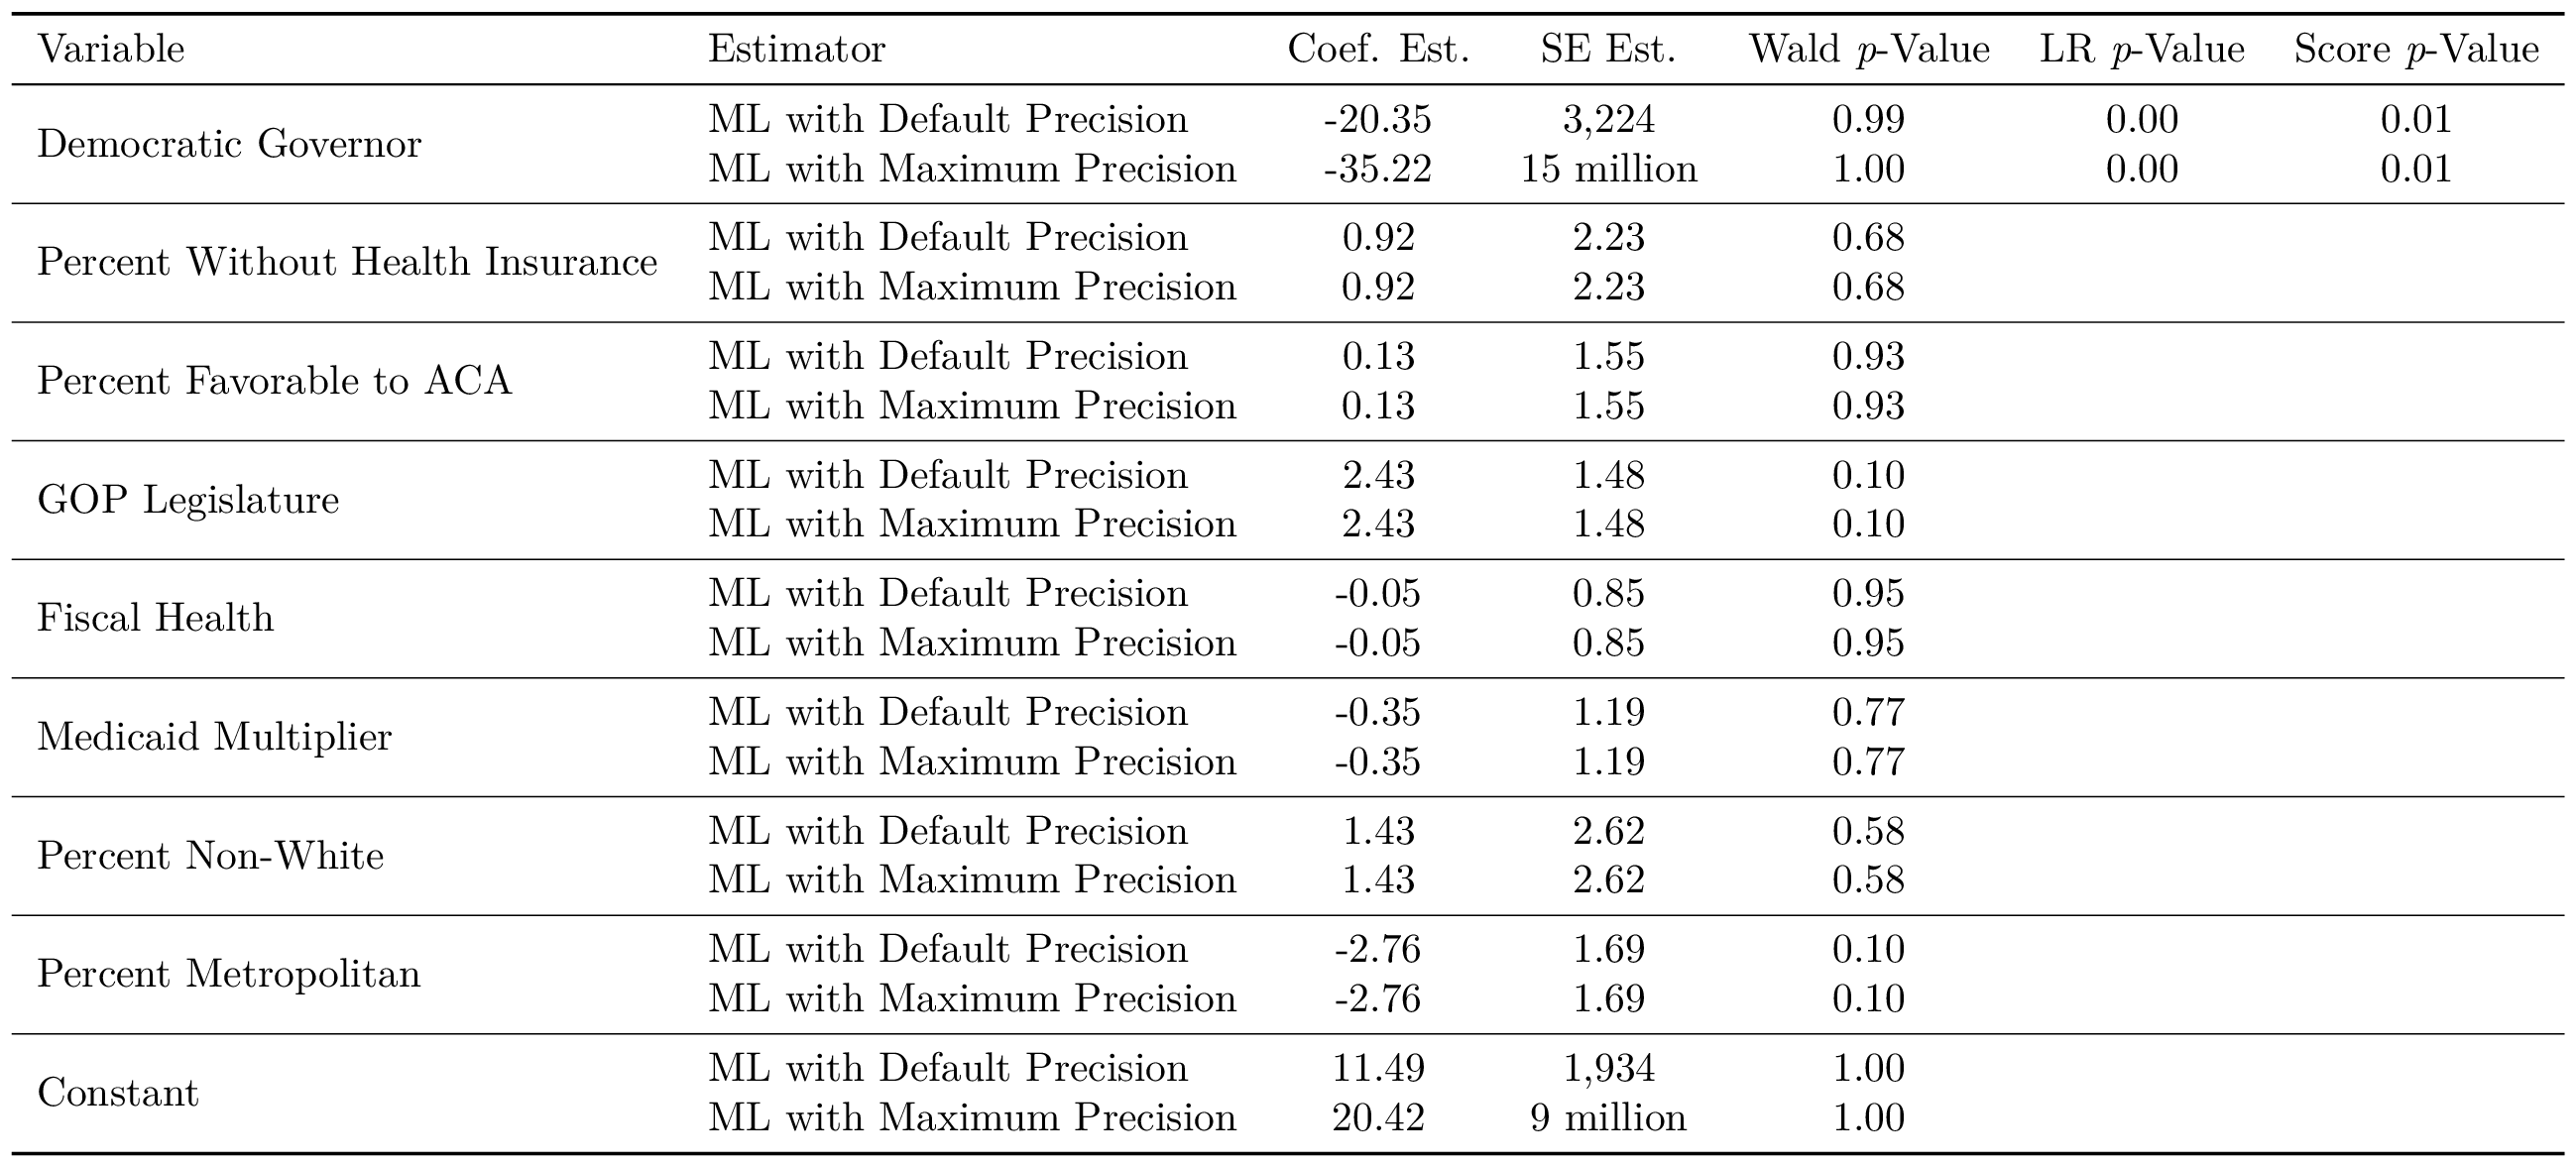 Variable Estimator Coef. Est. SE Est. Wald p-Value LR p-Value Score p-Value
Democratic Governor
ML with Default Precision -20.35 3,224 0.99 0.00 0.01
ML with Maximum Precision -35.22 15 million 1.00 0.00 0.01
Percent Without Health Insurance
ML with Default Precision 0.92 2.23 0.68
ML with Maximum Precision 0.92 2.23 0.68
Percent Favorable to ACA
ML with Default Precision 0.13 1.55 0.93
ML with Maximum Precision 0.13 1.55 0.93
GOP Legislature
ML with Default Precision 2.43 1.48 0.10
ML with Maximum Precision 2.43 1.48 0.10
Fiscal Health
ML with Default Precision -0.05 0.85 0.95
ML with Maximum Precision -0.05 0.85 0.95
Medicaid Multiplier
ML with Default Precision -0.35 1.19 0.77
ML with Maximum Precision -0.35 1.19 0.77
Percent Non-White
ML with Default Precision 1.43 2.62 0.58
ML with Maximum Precision 1.43 2.62 0.58
Percent Metropolitan
ML with Default Precision -2.76 1.69 0.10
ML with Maximum Precision -2.76 1.69 0.10
Constant
ML with Default Precision 11.49 1,934 1.00
ML with Maximum Precision 20.42 9 million 1.00